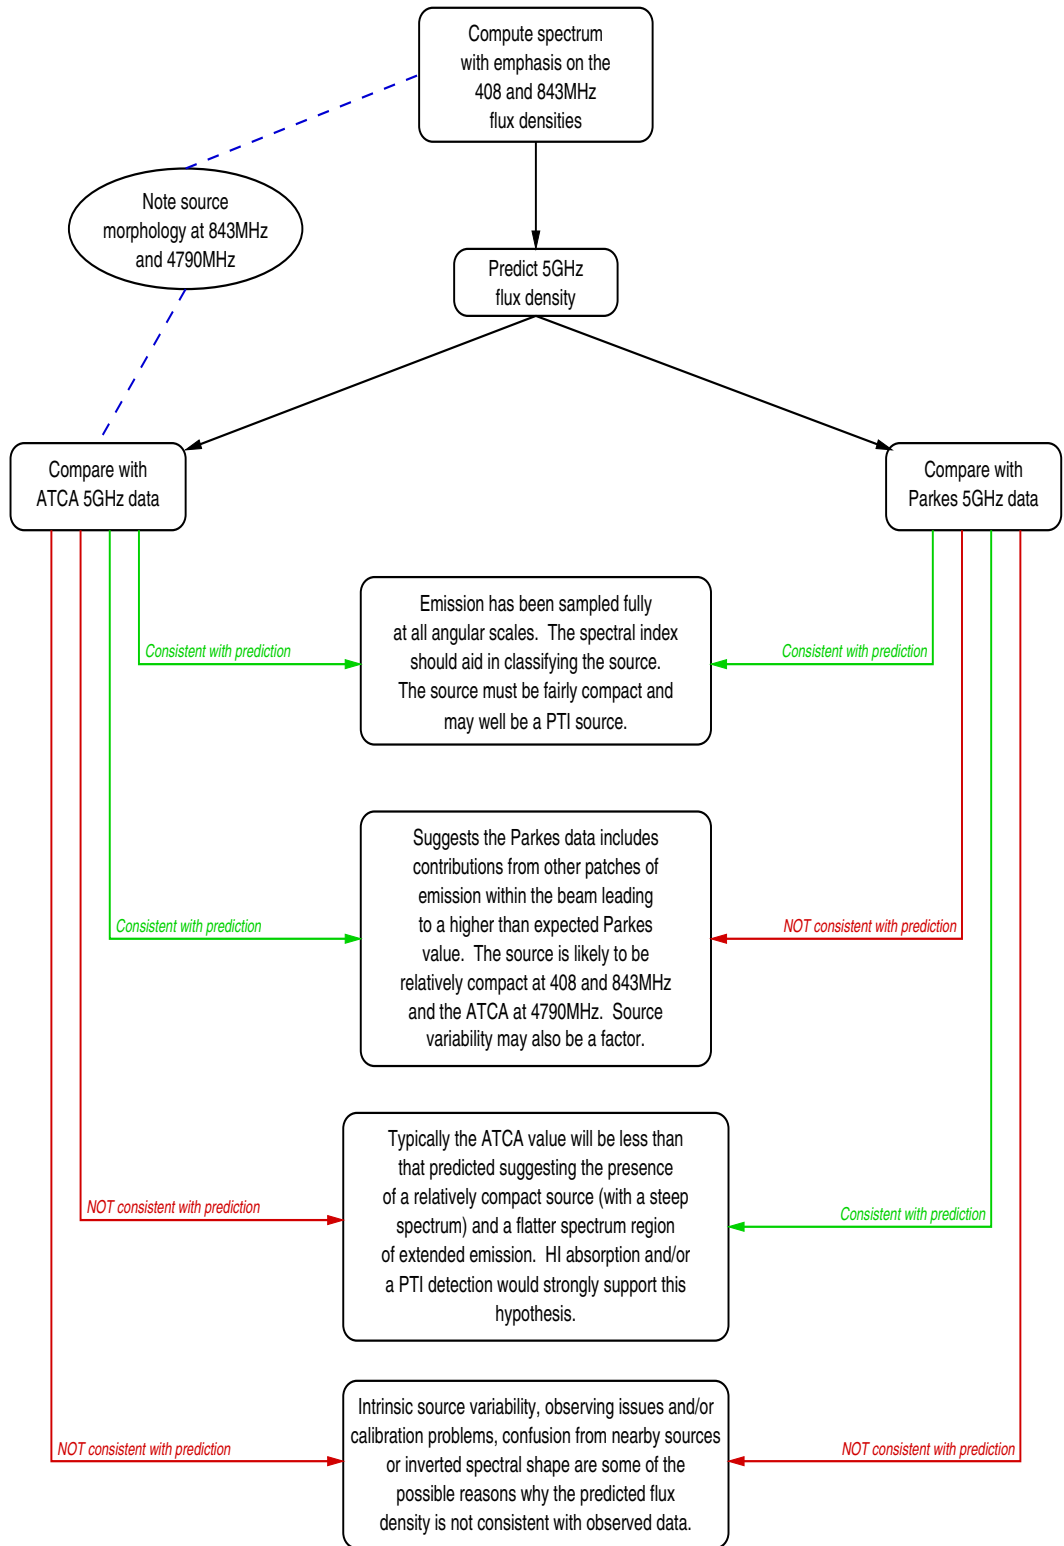 Compute spectrum
with emphasis on the
408 and 843MHz
flux densities
Note source
morphology at 843MHz
and 4790MHz
Predict 5GHz
flux density
Compare with
ATCA 5GHz data
Compare with
Parkes 5GHz data
Consistent with prediction
Emission has been sampled fully
at all angular scales. The spectral index
should aid in classifying the source.
The source must be fairly compact and
may well be a PTI source.
Consistent with prediction
Consistent with prediction
Suggests the Parkes data includes
contributions from other patches of
emission within the beam leading
to a higher than expected Parkes
value. The source is likely to be
relatively compact at 408 and 843MHz
and the ATCA at 4790MHz. Source
variability may also be a factor.
NOT consistent with prediction
NOT consistent with prediction
Typically the ATCA value will be less than
that predicted suggesting the presence
of a relatively compact source (with a steep
spectrum) and a flatter spectrum region
of extended emission. HI absorption and/or
a PTI detection would strongly support this
hypothesis.
Consistent with prediction
NOT consistent with prediction
Intrinsic source variability, observing issues and/or
calibration problems, confusion from nearby sources
or inverted spectral shape are some of the
possible reasons why the predicted flux
density is not consistent with observed data.
NOT consistent with prediction